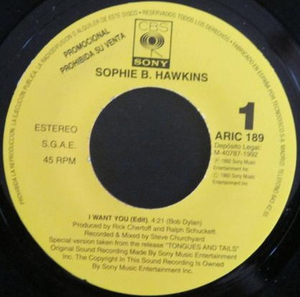 CBS
SONY
PROMOCIONAL
PROHIBIDA SU VENTA
SOPHIE B. HAWKINS
ESTEREO
S.G.A.E.
45 RPM
1
ARIC 189
Depósito Legal:
M-40787-1992
I WANT YOU (Edit). 4:21 (Bob Dylan)
Produced by Rick Chertoff and Ralph Schuckett
Recorded & Mixed by Steve Churchyard
Special version taken from the release "TONGUES AND TAILS"
Original Sound Recording Made By Sony Music Entertainment
Inc. The Copyright In This Sound Recording Is Owned
By Sony Music Entertainment Inc.